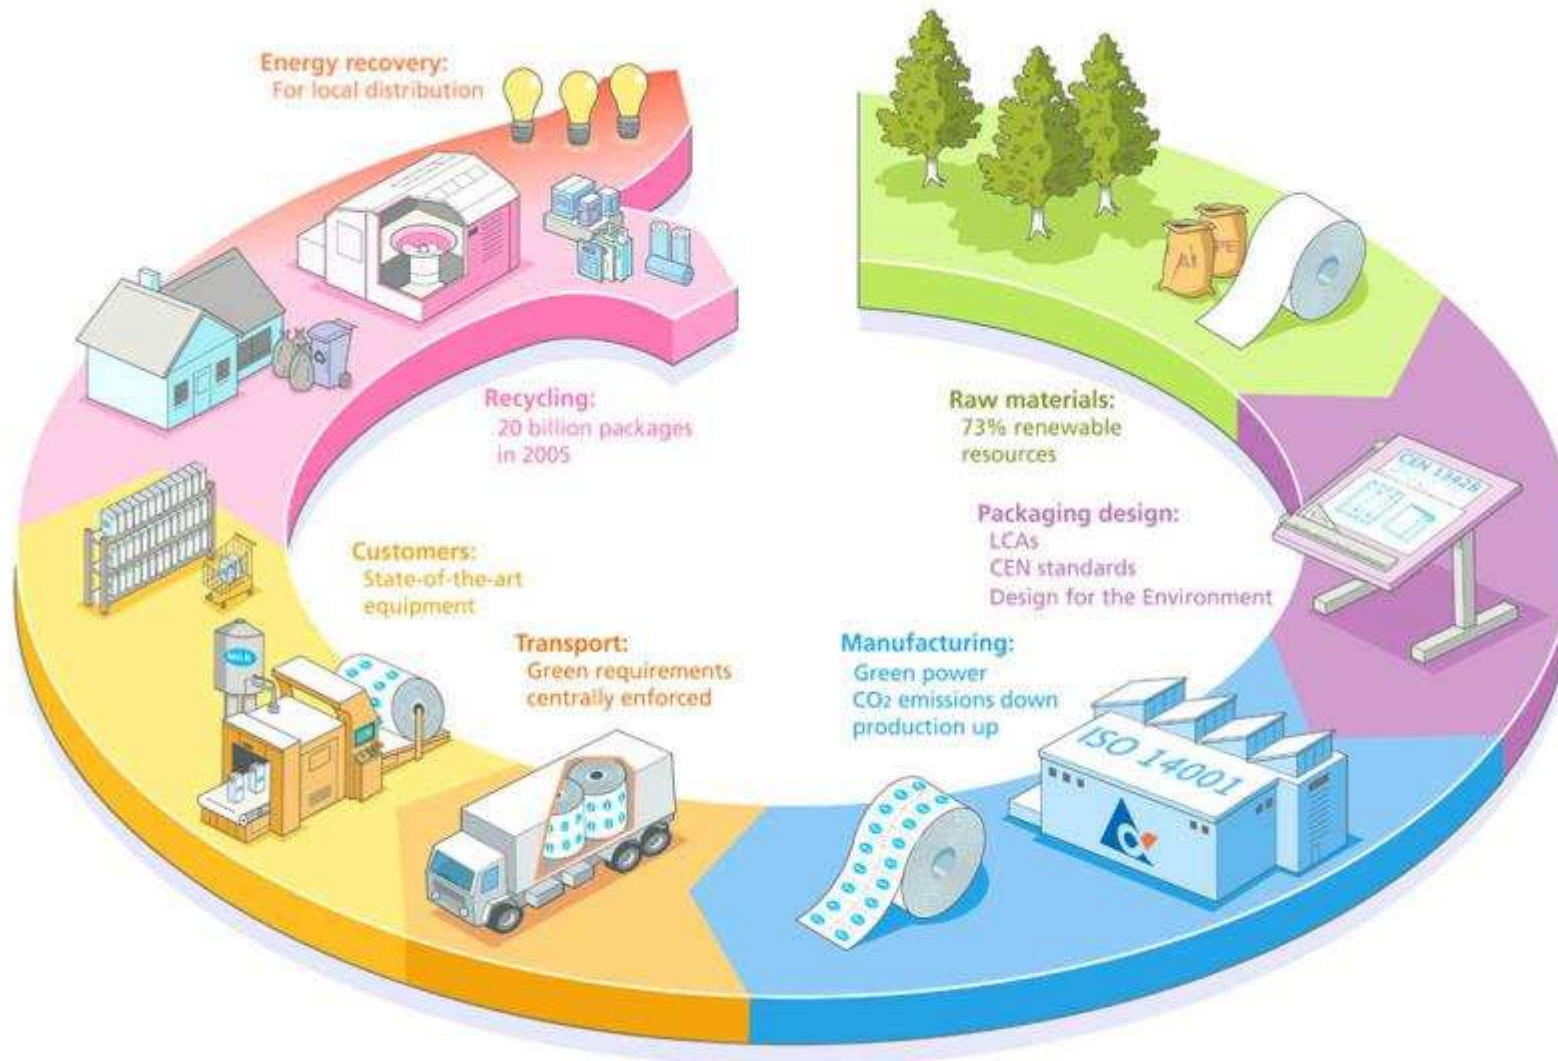 Energy recovery:
For local distribution
Al
PE
Recycling:
20 billion packages
in 2005
Raw materials:
73% renewable
resources
CEN 13428
Packaging design:
LCAs
CEN standards
Design for the Environment
Customers:
State-of-the-art
equipment
MILK
Transport:
Green requirements
centrally enforced
Manufacturing:
Green power
CO₂ emissions down
production up
ISO 14001